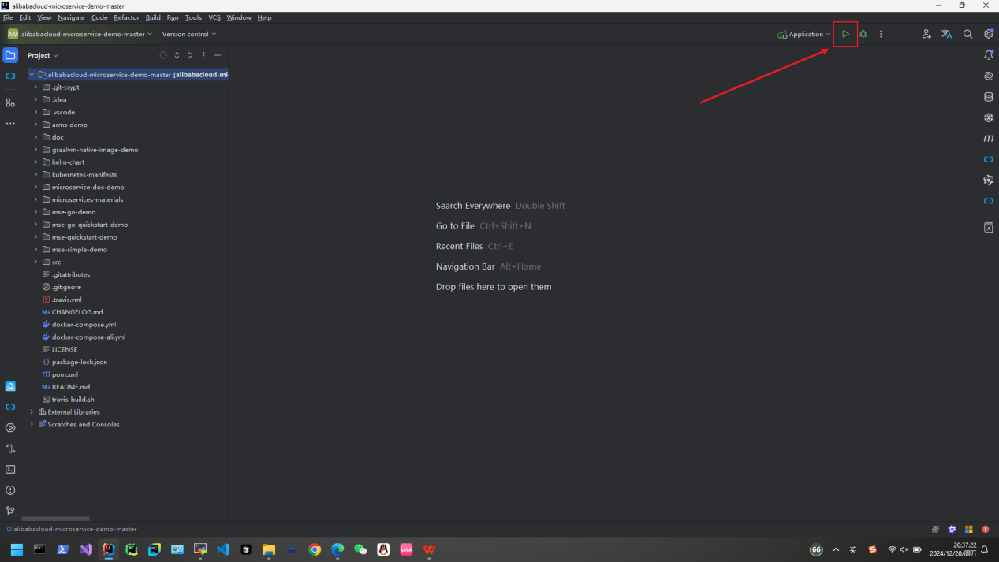 alibabacloud-microservice-demo-master
File Edit View Navigate Code Refactor Build Run Tools VCS Window Help
AM alibabacloud-microservice-demo-master Version control Application
Project
alibabacloud-microservice-demo-master [alibabacloud-mi
.git-crypt
.idea
.vscode
arms-demo
doc
graalvm-native-image-demo
helm-chart
kubernetes-manifests
microservice-doc-demo
microservices-materials
mse-go-demo
mse-go-quickstart-demo
mse-quickstart-demo
mse-simple-demo
src
.gitattributes
.gitignore
.travis.yml
CHANGELOG.md
docker-compose.yml
docker-compose-ali.yml
LICENSE
package-lock.json
pom.xml
README.md
travis-build.sh
External Libraries
Scratches and Consoles
Search Everywhere Double Shift
Go to File Ctrl+Shift+N
Recent Files Ctrl+E
Navigation Bar Alt+Home
Drop files here to open them
alibabacloud-microservice-demo-master
66 英 20:37:22
2024/12/20/周五